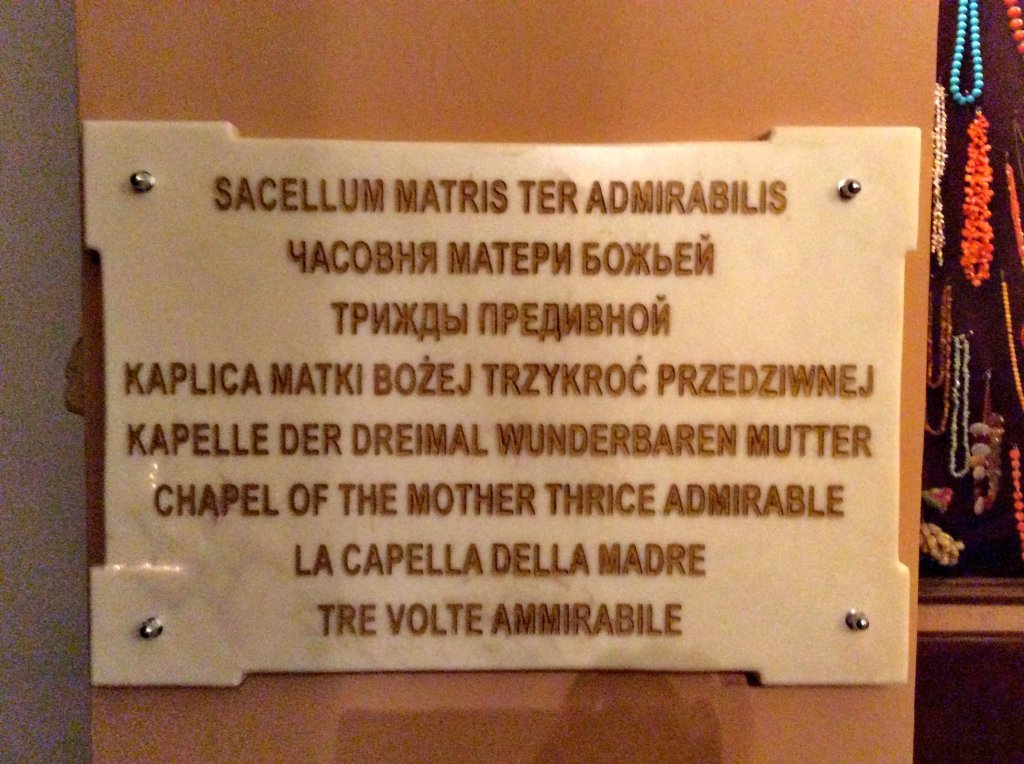 SACELLUM MATRIS TER ADMIRABILIS
ЧАСОВНЯ МАТЕРИ БОЖЬЕЙ
ТРИЖДЫ ПРЕДИВНОЙ
KAPLICA MATKI BOŻEJ TRZYKROĆ PRZEDZIWNEJ
KAPELLE DER DREIMAL WUNDERBAREN MUTTER
CHAPEL OF THE MOTHER THRICE ADMIRABLE
LA CAPELLA DELLA MADRE
TRE VOLTE AMMIRABILE